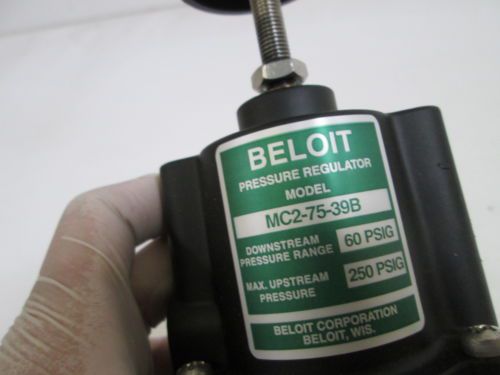 BELOIT
PRESSURE REGULATOR
MODEL
MC2-75-39B
DOWNSTREAM
PRESSURE RANGE
60 PSIG
MAX. UPSTREAM
PRESSURE
250 PSIG
BELOIT CORPORATION
BELOIT, WIS.